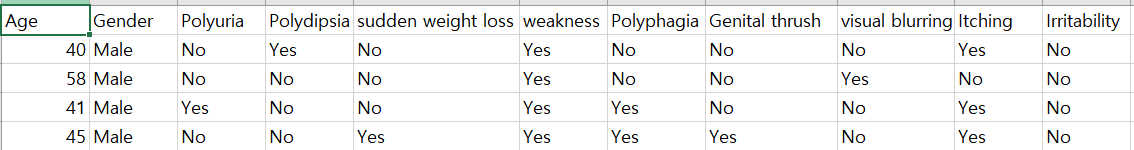 Age Gender Polyuria Polydipsia sudden weight loss weakness Polyphagia Genital thrush visual blurring Itching Irritability
40 Male No Yes No Yes No No No Yes No
58 Male No No No Yes No No Yes No No
41 Male Yes No No Yes Yes No No Yes No
45 Male No No Yes Yes Yes Yes No Yes No